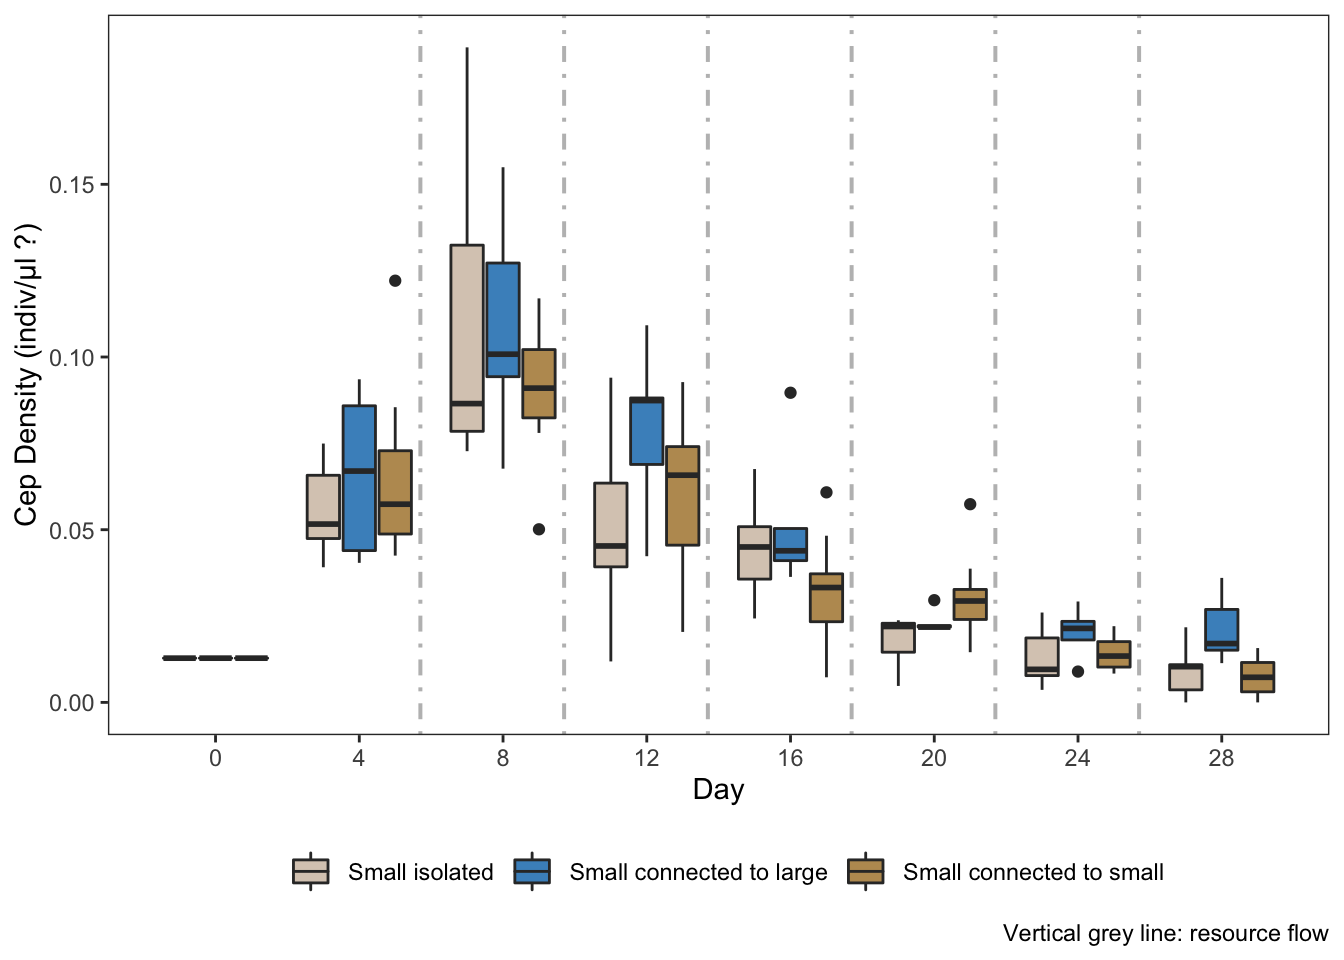 Cep Density (indiv/µl ?)
0.15
0.10
0.05
0.00
0 4 8 12 16 20 24 28
Day
Small isolated Small connected to large Small connected to small
Vertical grey line: resource flow